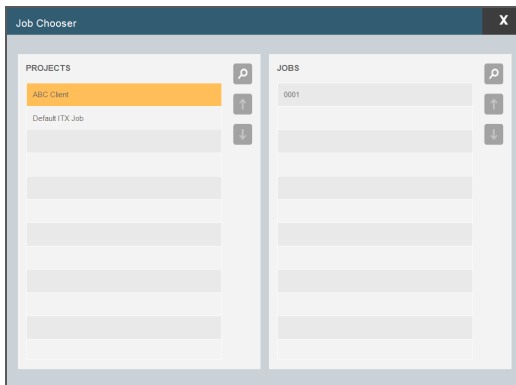 Job Chooser X
PROJECTS
ABC Client
Default ITX Job
JOBS
0001